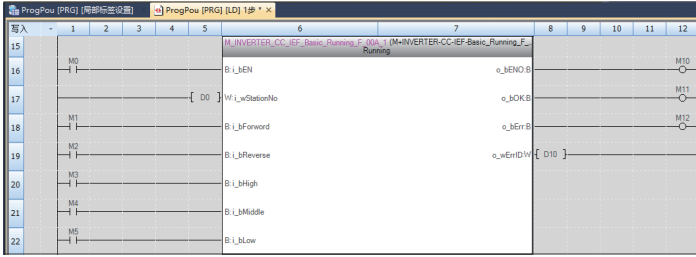 ProgPou [PRG] [局部标签设置]
ProgPou [PRG] [LD] 1步 * ×
写入 - 1 2 3 4 5 6 7 8 9 10 11 12
15 M_INVERTER_CC_IEF_Basic_Running_F_00A_1 (M+INVERTER-CC-IEF-Basic_Running_F_..
Running
16 M0 B:i_bEN o_bENO:B M10
17 D0 W:i_wStationNo o_bOK:B M11
18 M1 B:i_bForword o_bErr:B M12
19 M2 B:i_bReverse o_wErrID:W D10
20 M3 B:i_bHigh
21 M4 B:i_bMiddle
22 M5 B:i_bLow